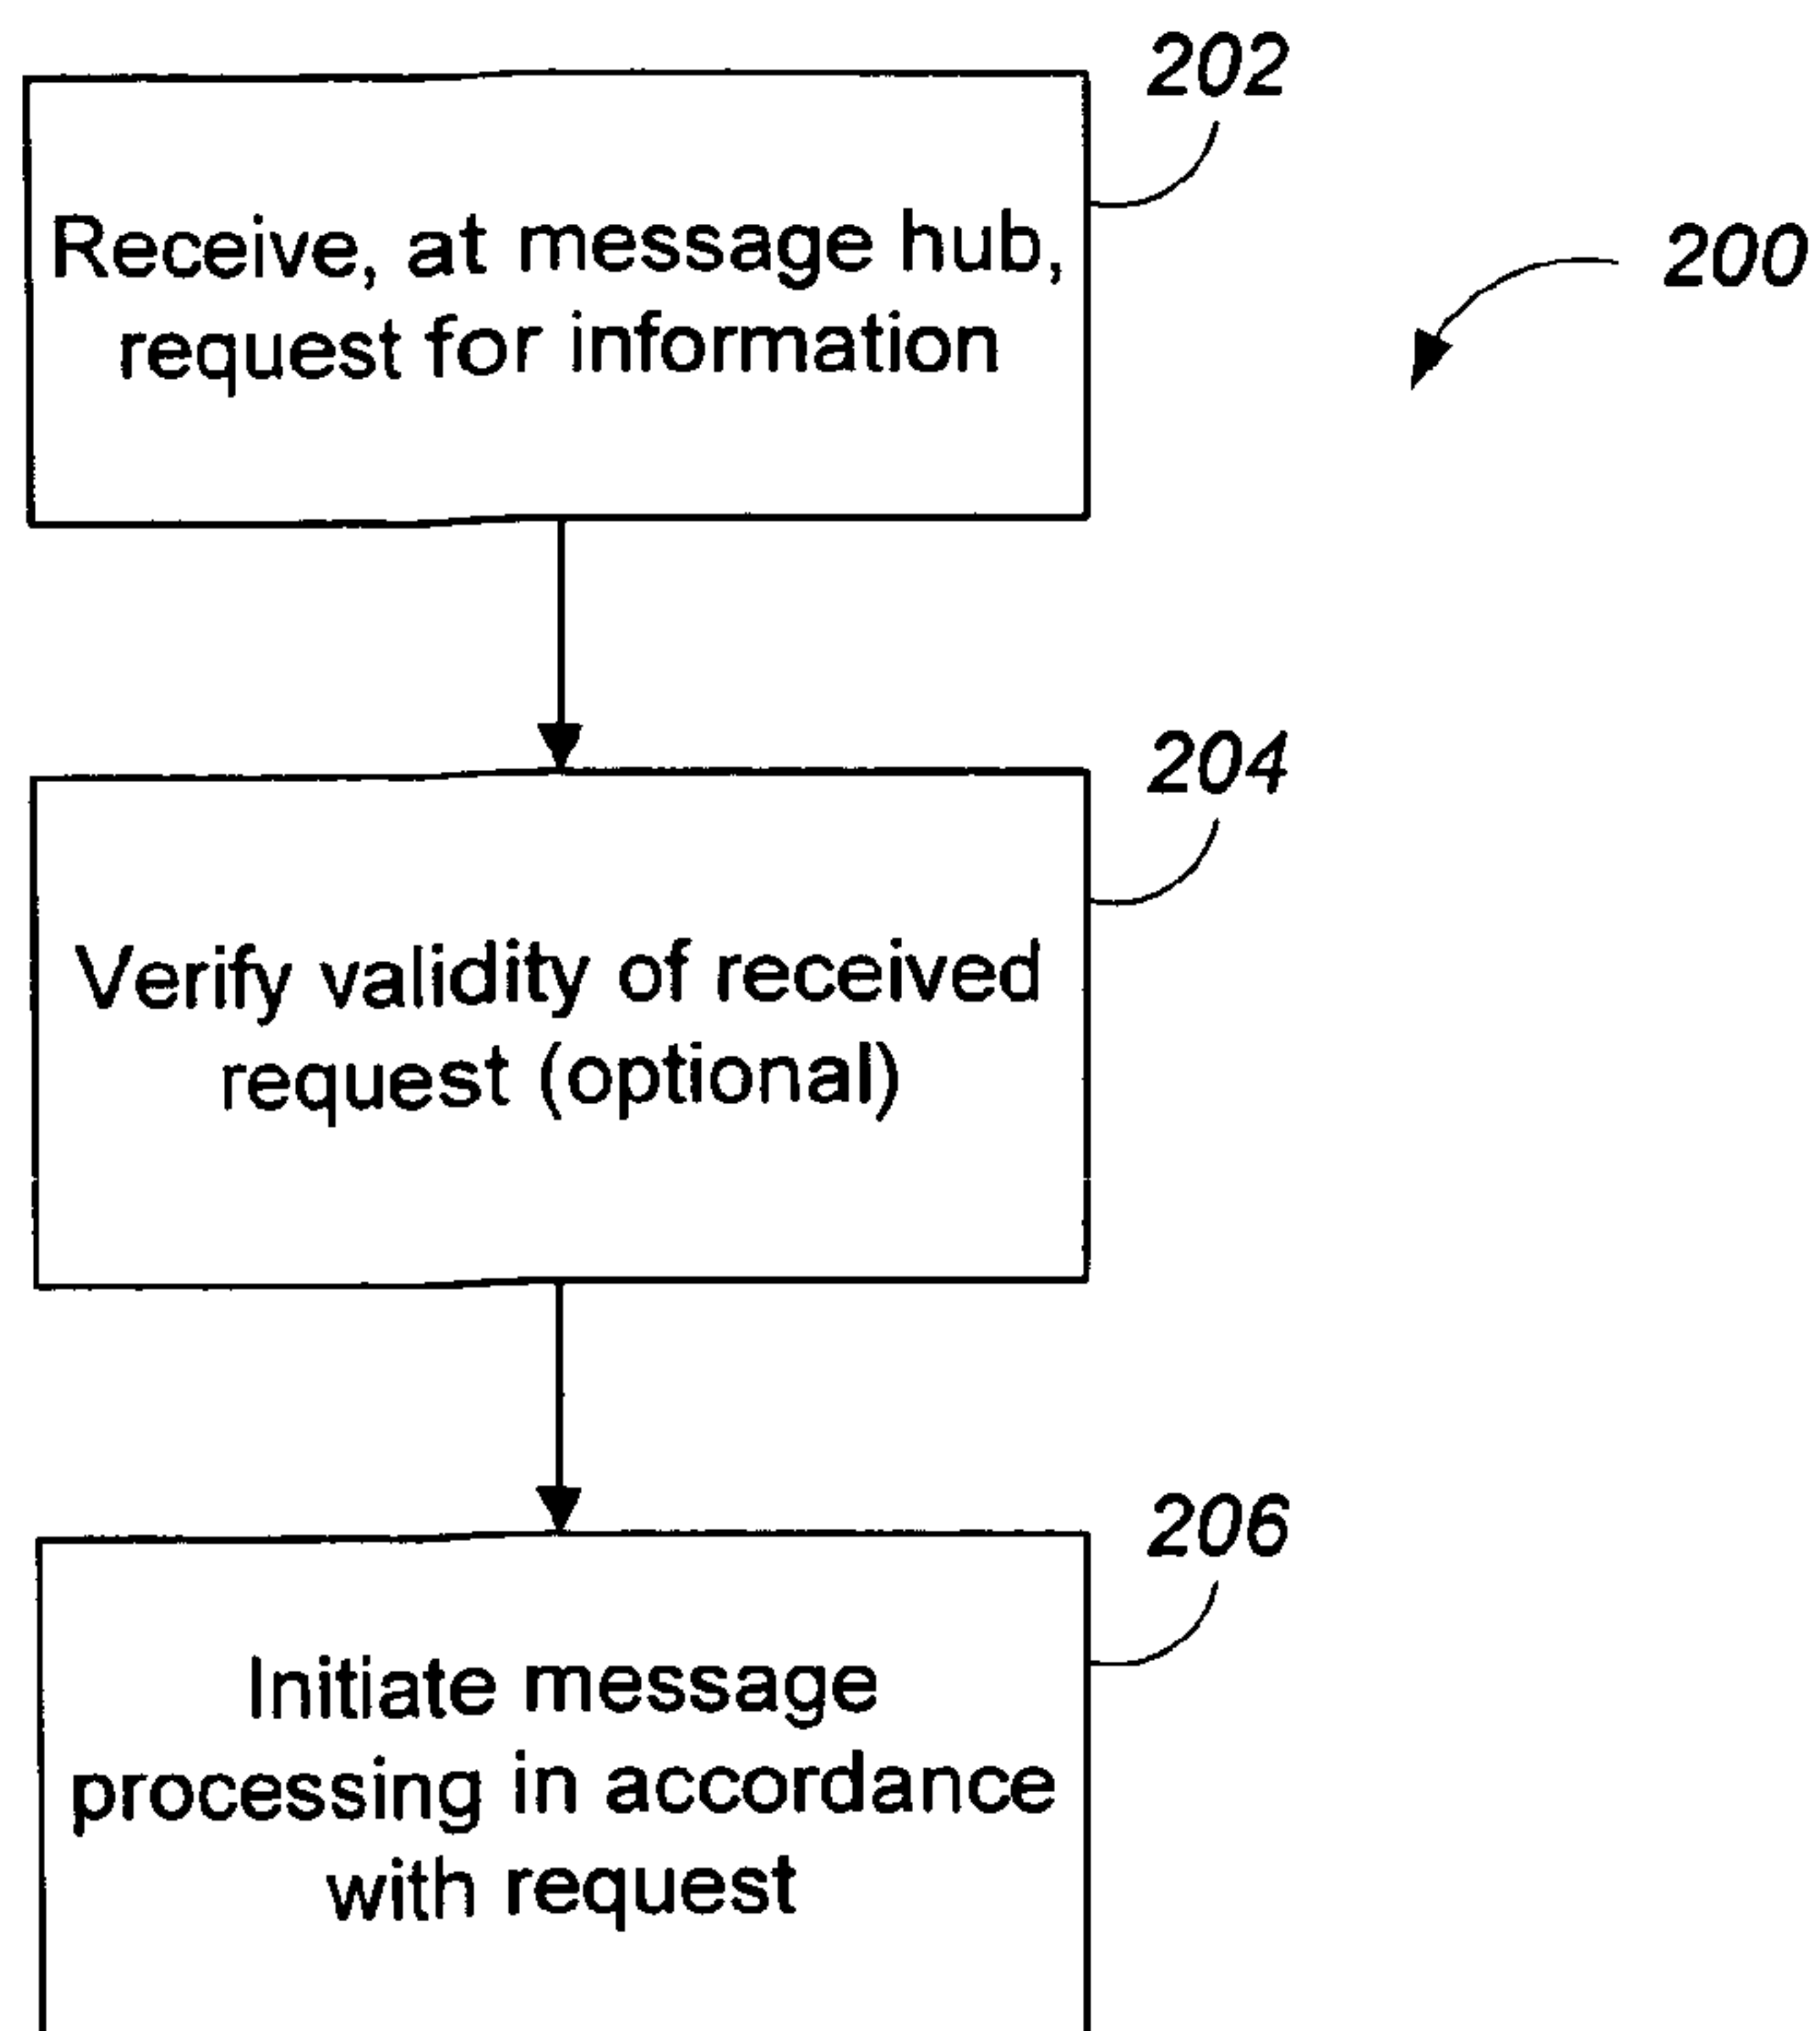 202
Receive, at message hub,
request for information
200
204
Verify validity of received
request (optional)
206
Initiate message
processing in accordance
with request